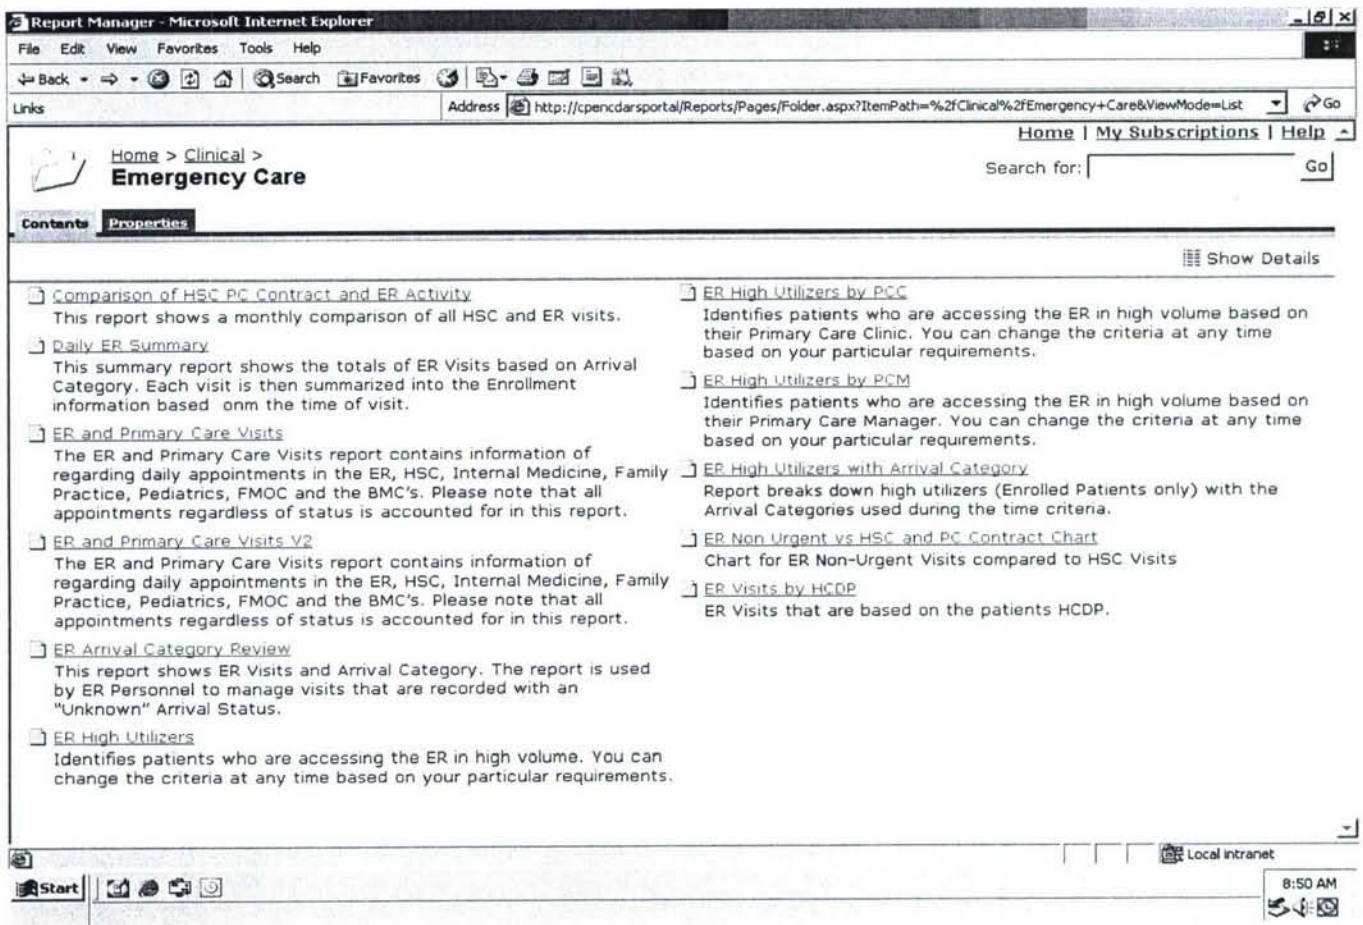 Report Manager - Microsoft Internet Explorer
File Edit View Favorites Tools Help
Back Search Favorites
Links Address http://cpencdarsportal/Reports/Pages/Folder.aspx?ItemPath=%2fClinical%2fEmergency+Care&ViewMode=List Go
Home | My Subscriptions | Help
Home > Clinical >
Emergency Care
Search for: Go
Contents Properties
Show Details
Comparison of HSC PC Contract and ER Activity
This report shows a monthly comparison of all HSC and ER visits.
Daily ER Summary
This summary report shows the totals of ER Visits based on Arrival
Category. Each visit is then summarized into the Enrollment
information based onm the time of visit.
ER and Primary Care Visits
The ER and Primary Care Visits report contains information of
regarding daily appointments in the ER, HSC, Internal Medicine, Family
Practice, Pediatrics, FMOC and the BMC's. Please note that all
appointments regardless of status is accounted for in this report.
ER and Primary Care Visits V2
The ER and Primary Care Visits report contains information of
regarding daily appointments in the ER, HSC, Internal Medicine, Family
Practice, Pediatrics, FMOC and the BMC's. Please note that all
appointments regardless of status is accounted for in this report.
ER Arrival Category Review
This report shows ER Visits and Arrival Category. The report is used
by ER Personnel to manage visits that are recorded with an
"Unknown" Arrival Status.
ER High Utilizers
Identifies patients who are accessing the ER in high volume. You can
change the criteria at any time based on your particular requirements.
ER High Utilizers by PCC
Identifies patients who are accessing the ER in high volume based on
their Primary Care Clinic. You can change the criteria at any time
based on your particular requirements.
ER High Utilizers by PCM
Identifies patients who are accessing the ER in high volume based on
their Primary Care Manager. You can change the criteria at any time
based on your particular requirements.
ER High Utilizers with Arrival Category
Report breaks down high utilizers (Enrolled Patients only) with the
Arrival Categories used during the time criteria.
ER Non Urgent vs HSC and PC Contract Chart
Chart for ER Non-Urgent Visits compared to HSC Visits
ER Visits by HCDP
ER Visits that are based on the patients HCDP.
Local intranet
Start
8:50 AM